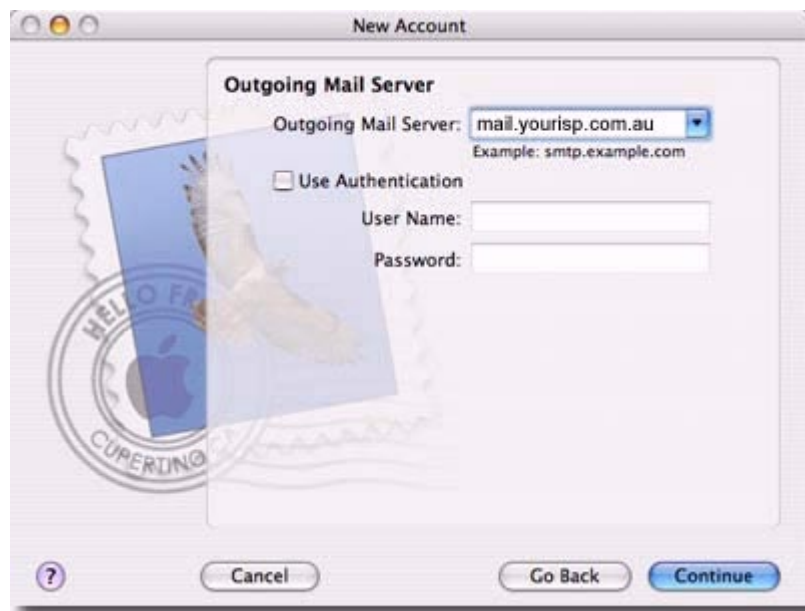 New Account
Outgoing Mail Server
Outgoing Mail Server: mail.yourisp.com.au
Example: smtp.example.com
Use Authentication
User Name:
Password:
HELLO FR
CUPERTINO CA
? Cancel Go Back Continue